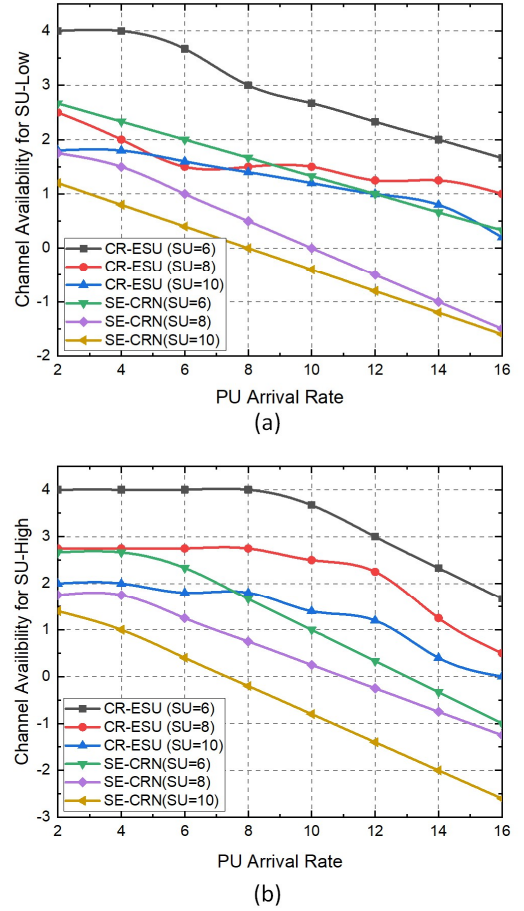 4
3
2
1
0
-1
-2
Channel Availability for SU-Low
CR-ESU (SU=6)
CR-ESU (SU=8)
CR-ESU (SU=10)
SE-CRN(SU=6)
SE-CRN(SU=8)
SE-CRN(SU=10)
2 4 6 8 10 12 14 16
PU Arrival Rate
(a)
4
3
2
1
0
-1
-2
-3
Channel Availibility for SU-High
CR-ESU (SU=6)
CR-ESU (SU=8)
CR-ESU (SU=10)
SE-CRN(SU=6)
SE-CRN(SU=8)
SE-CRN(SU=10)
2 4 6 8 10 12 14 16
PU Arrival Rate
(b)